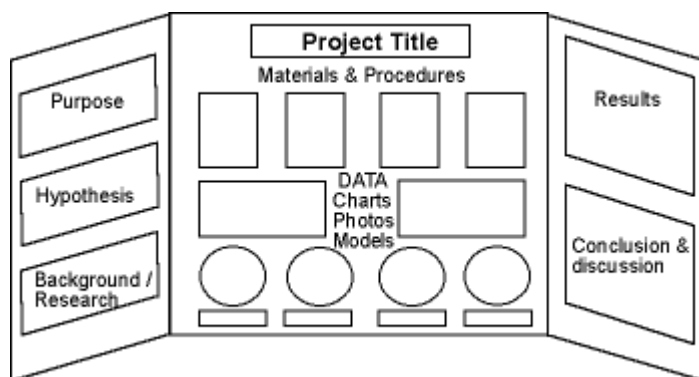 Project Title
Materials & Procedures
Purpose
Hypothesis
Background /
Research
DATA
Charts
Photos
Models
Results
Conclusion &
discussion